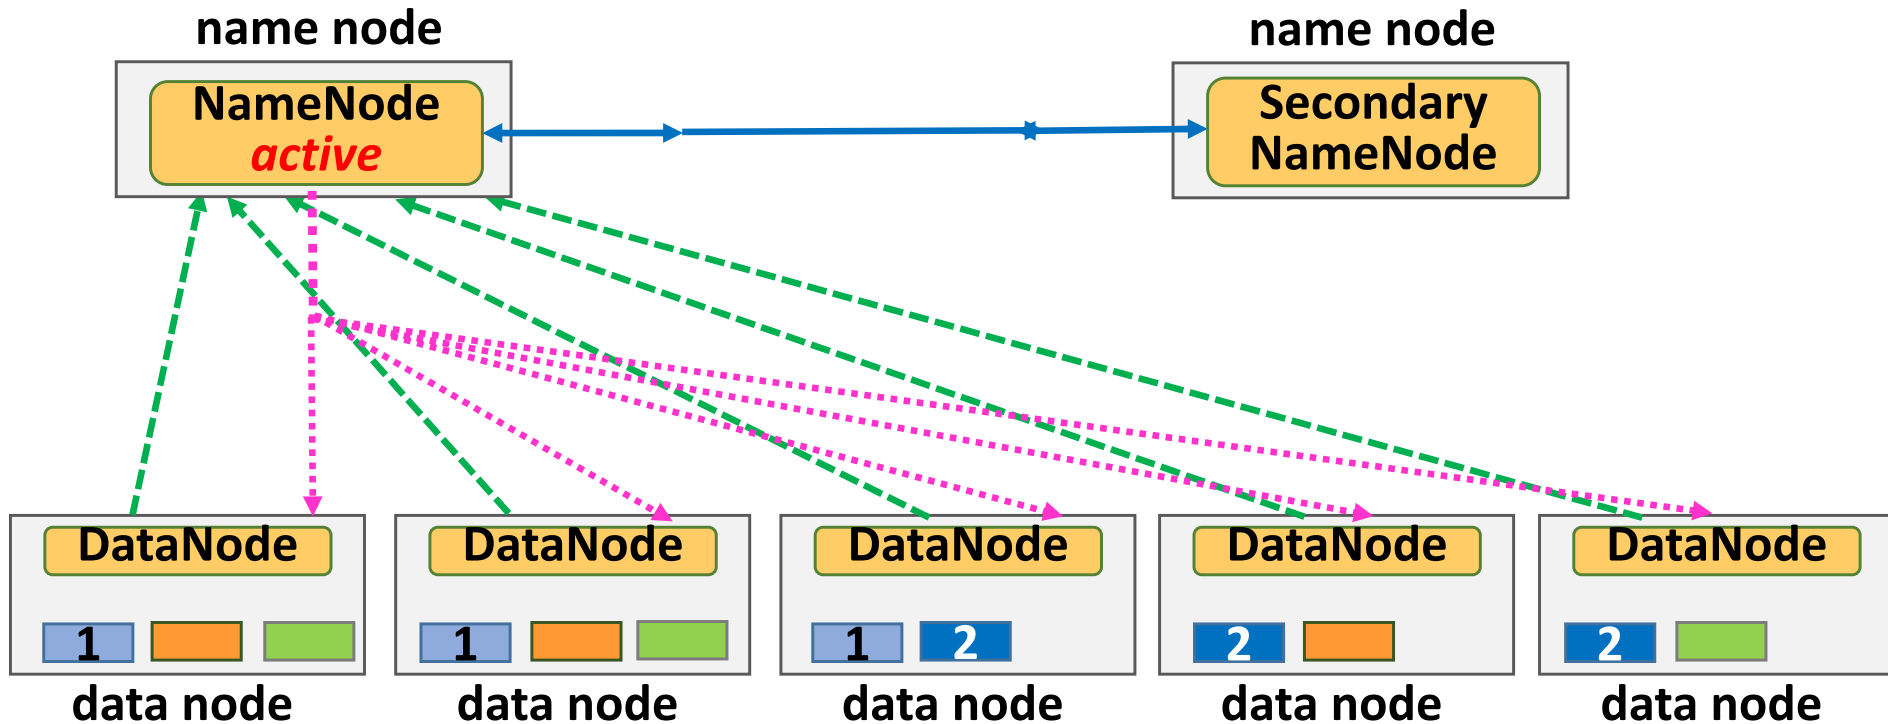 name node
name node
NameNode
active
Secondary
NameNode
DataNode
DataNode
DataNode
DataNode
DataNode
1
1
1
2
2
2
data node
data node
data node
data node
data node